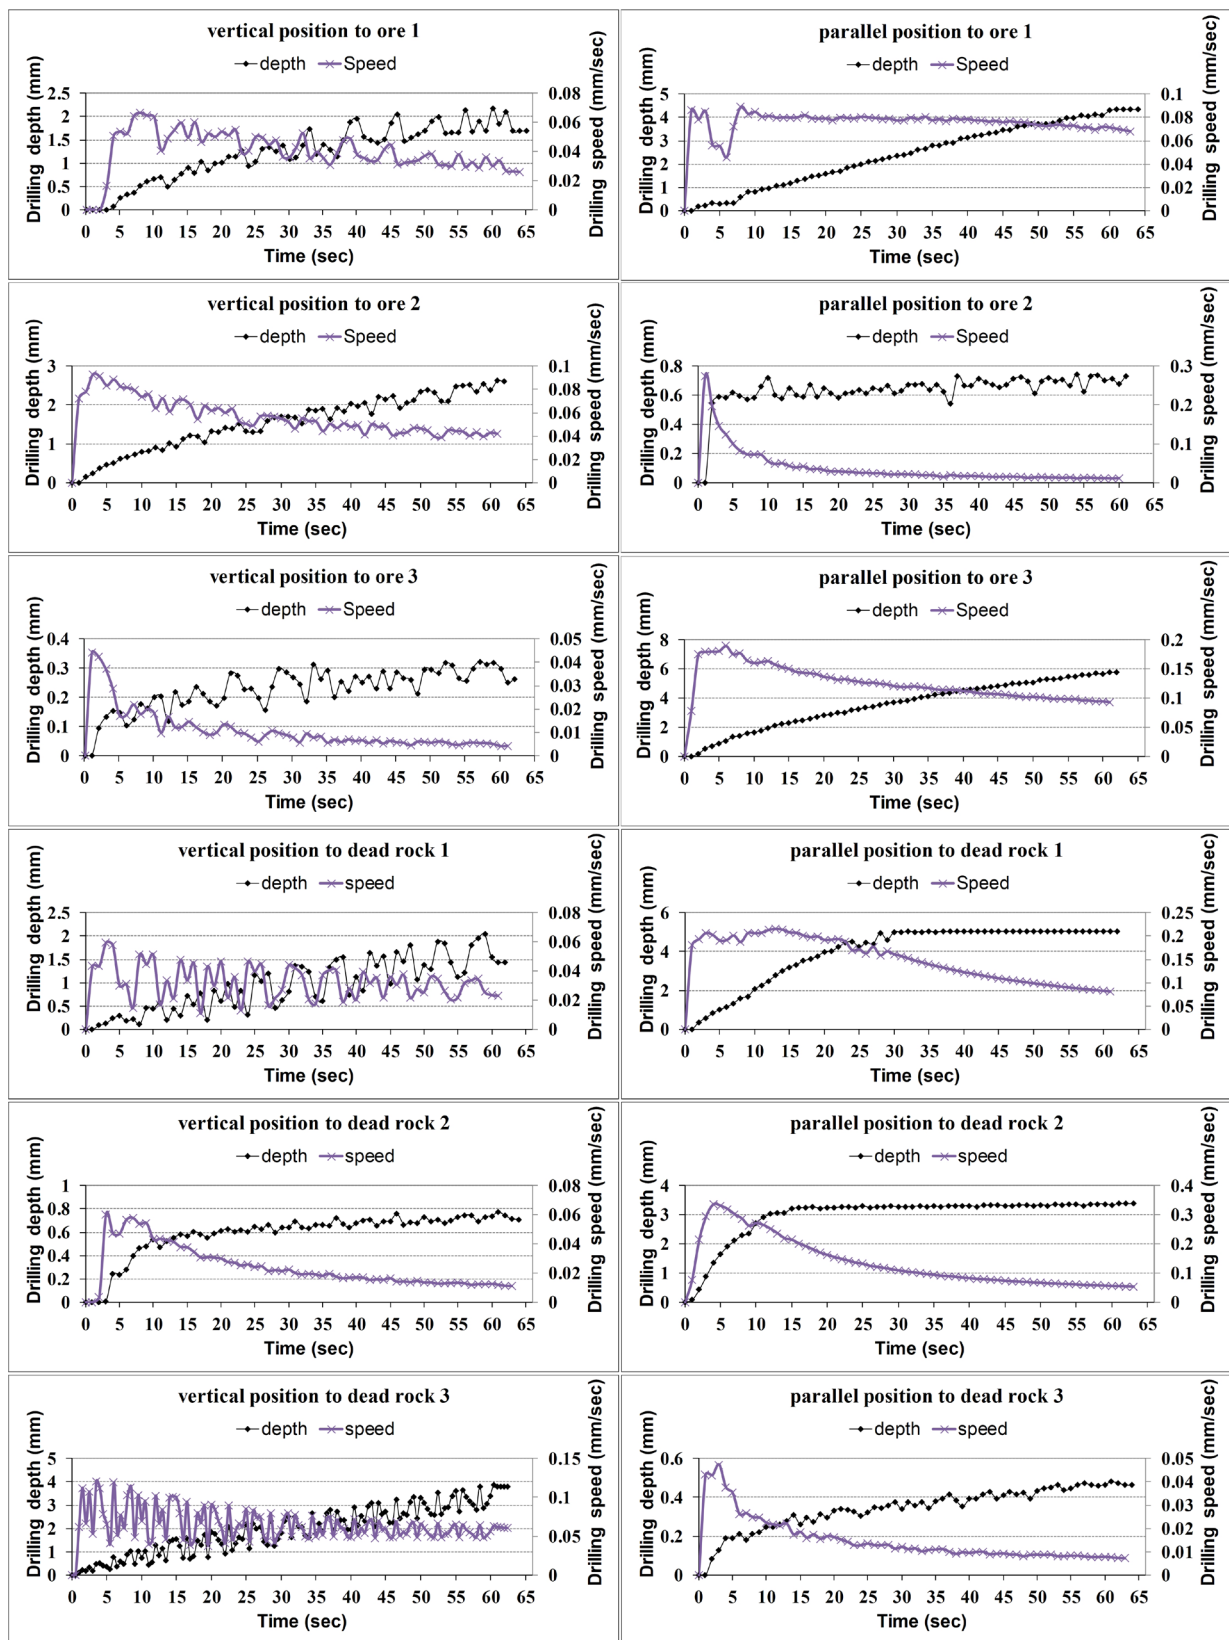 vertical position to ore 1
depth Speed
Drilling depth (mm)
2.5
2
1.5
1
0.5
0
0.08
0.06
0.04
0.02
0
Drilling speed (mm/sec)
0 5 10 15 20 25 30 35 40 45 50 55 60 65
Time (sec)
parallel position to ore 1
depth Speed
Drilling depth (mm)
5
4
3
2
1
0
0.1
0.08
0.06
0.04
0.02
0
Drilling speed (mm/sec)
0 5 10 15 20 25 30 35 40 45 50 55 60 65
Time (sec)
vertical position to ore 2
depth Speed
Drilling depth (mm)
3
2
1
0
0.1
0.08
0.06
0.04
0.02
0
Drilling speed (mm/sec)
0 5 10 15 20 25 30 35 40 45 50 55 60 65
Time (sec)
parallel position to ore 2
depth Speed
Drilling depth (mm)
0.8
0.6
0.4
0.2
0
0.3
0.2
0.1
0
Drilling speed (mm/sec)
0 5 10 15 20 25 30 35 40 45 50 55 60 65
Time (sec)
vertical position to ore 3
depth Speed
Drilling depth (mm)
0.4
0.3
0.2
0.1
0
0.05
0.04
0.03
0.02
0.01
0
Drilling speed (mm/sec)
0 5 10 15 20 25 30 35 40 45 50 55 60 65
Time (sec)
parallel position to ore 3
depth Speed
Drilling depth (mm)
8
6
4
2
0
0.2
0.15
0.1
0.05
0
Drilling speed (mm/sec)
0 5 10 15 20 25 30 35 40 45 50 55 60 65
Time (sec)
vertical position to dead rock 1
depth speed
Drilling depth (mm)
2.5
2
1.5
1
0.5
0
0.08
0.06
0.04
0.02
0
Drilling speed (mm/sec)
0 5 10 15 20 25 30 35 40 45 50 55 60 65
Time (sec)
parallel position to dead rock 1
depth Speed
Drilling depth (mm)
6
4
2
0
0.25
0.2
0.15
0.1
0.05
0
Drilling speed (mm/sec)
0 5 10 15 20 25 30 35 40 45 50 55 60 65
Time (sec)
vertical position to dead rock 2
depth speed
Drilling depth (mm)
1
0.8
0.6
0.4
0.2
0
0.08
0.06
0.04
0.02
0
Drilling speed (mm/sec)
0 5 10 15 20 25 30 35 40 45 50 55 60 65
Time (sec)
parallel position to dead rock 2
depth speed
Drilling depth (mm)
4
3
2
1
0
0.4
0.3
0.2
0.1
0
Drilling speed (mm/sec)
0 5 10 15 20 25 30 35 40 45 50 55 60 65
Time (sec)
vertical position to dead rock 3
depth speed
Drilling depth (mm)
5
4
3
2
1
0
0.15
0.1
0.05
0
Drilling speed (mm/sec)
0 5 10 15 20 25 30 35 40 45 50 55 60 65
Time (sec)
parallel position to dead rock 3
depth speed
Drilling depth (mm)
0.6
0.4
0.2
0
0.05
0.04
0.03
0.02
0.01
0
Drilling speed (mm/sec)
0 5 10 15 20 25 30 35 40 45 50 55 60 65
Time (sec)